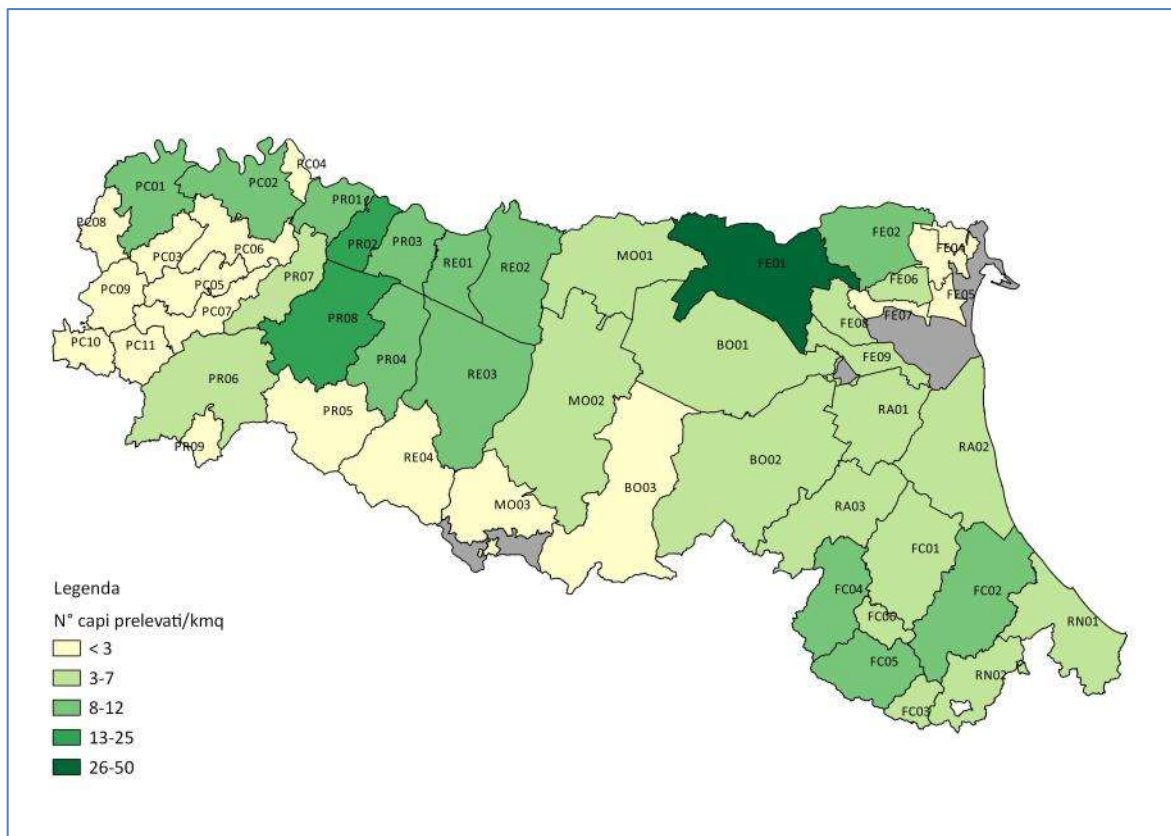 PC04
PC01
PC02
PR01
PC08
FE02
PC06
PR02
PR03
FE04
PC03
MO01
RE01
FE01
RE02
PR07
FE06
PC05
PC09
FE05
PC07
PR08
FE07
FE08
PC10
PC11
BO01
PR04
FE09
RE03
PR06
MO02
RA01
PR05
PR09
RA02
RE04
BO02
BO03
MO03
RA03
FC01
FC04
FC02
FC06
RN01
FC05
RN02
FC03
Legenda
N° capi prelevati/kmq
< 3
3-7
8-12
13-25
26-50